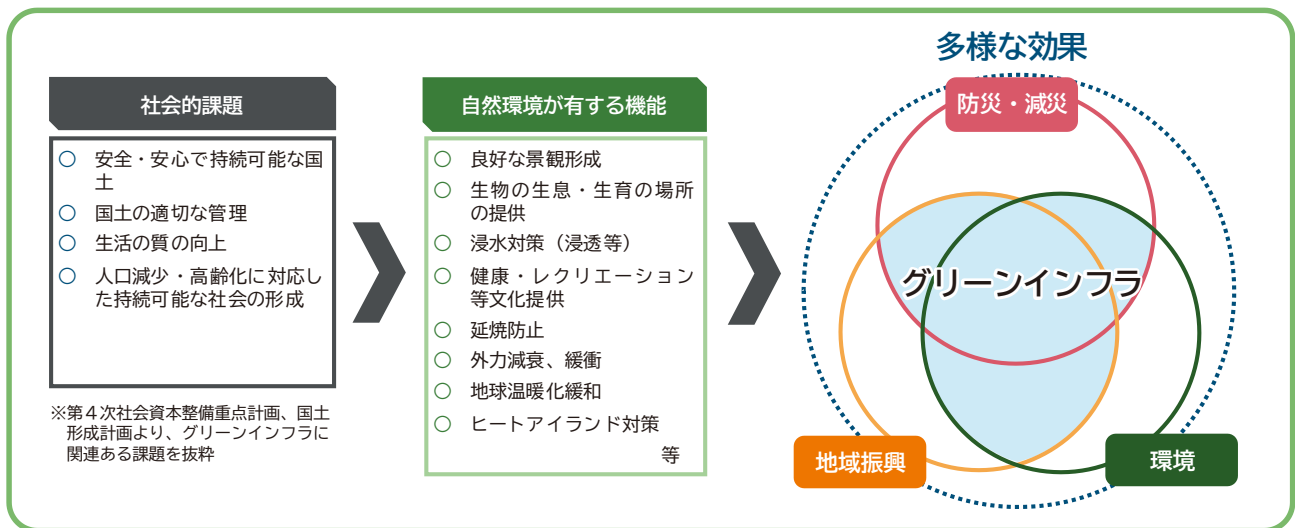 社会的課題
○ 安全・安心で持続可能な国
土
○ 国土の適切な管理
○ 生活の質の向上
○ 人口減少・高齢化に対応し
た持続可能な社会の形成
※第4次社会資本整備重点計画、国土
形成計画より、グリーンインフラに
関連ある課題を抜粋
自然環境が有する機能
○ 良好な景観形成
○ 生物の生息・生育の場所
の提供
○ 浸水対策（浸透等）
○ 健康・レクリエーション
等文化提供
○ 延焼防止
○ 外力減衰、緩衝
○ 地球温暖化緩和
○ ヒートアイランド対策
等
多様な効果
防災・減災
グリーンインフラ
地域振興
環境